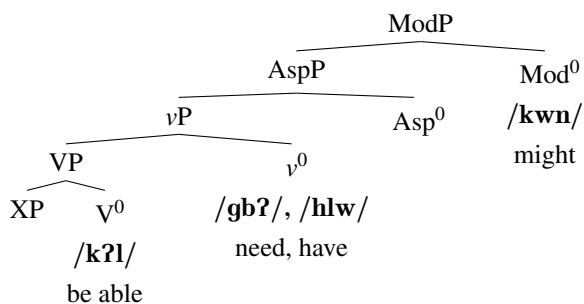 ModP
AspP Mod⁰
vP Asp⁰ /kwn/
VP v⁰ might
XP V⁰ /gbʔ/, /hlw/
/kʔl/ need, have
be able